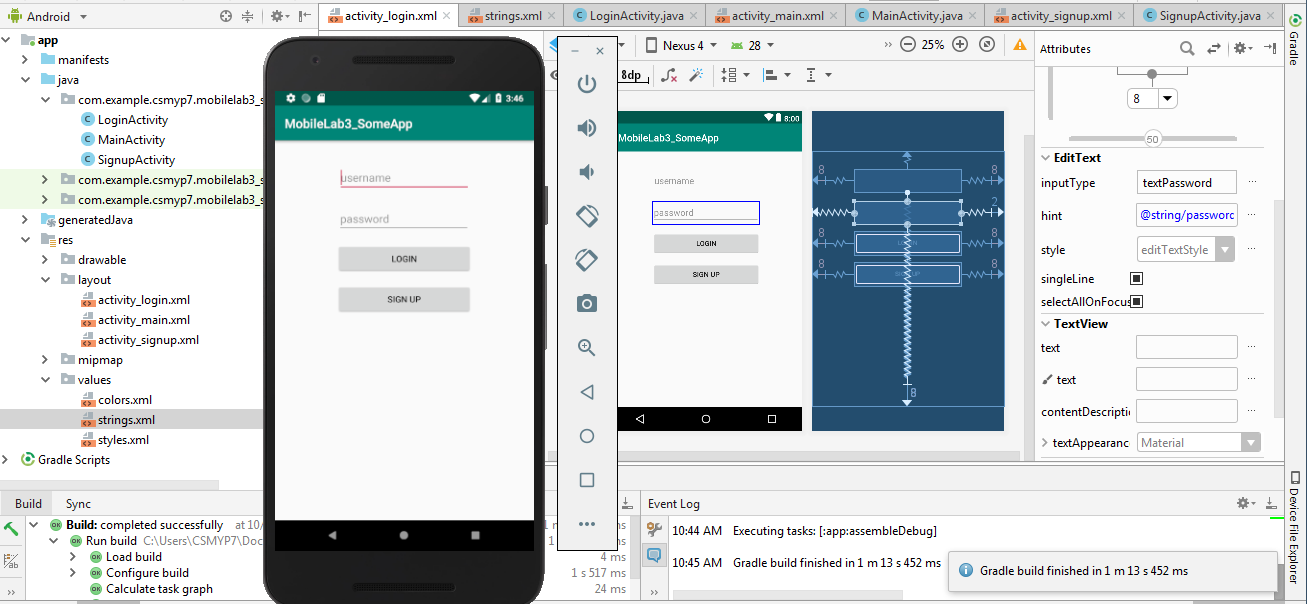 Android
activity_login.xml
strings.xml
LoginActivity.java
activity_main.xml
MainActivity.java
activity_signup.xml
SignupActivity.java
app
manifests
java
com.example.csmyp7.mobilelab3_s
LoginActivity
MainActivity
SignupActivity
com.example.csmyp7.mobilelab3_s
com.example.csmyp7.mobilelab3_s
generatedJava
res
drawable
layout
activity_login.xml
activity_main.xml
activity_signup.xml
mipmap
values
colors.xml
strings.xml
styles.xml
Gradle Scripts
3:46
MobileLab3_SomeApp
username
password
LOGIN
SIGN UP
Nexus 4
28
25%
8dp
8:00
MobileLab3_SomeApp
username
password
LOGIN
SIGN UP
8 8
2
8 8
8 8
8
Attributes
8
50
EditText
inputType textPassword
hint @string/password
style editTextStyle
singleLine
selectAllOnFocus
TextView
text
text
contentDescripti
textAppearanc Material
Gradle
Device File Explorer
Build Sync
Build: completed successfully at 10/
Run build C:\Users\CSMYP7\Doc
Load build
Configure build
Calculate task graph
ms
ms
4 ms
1 s 517 ms
24 ms
Event Log
10:44 AM Executing tasks: [:app:assembleDebug]
10:45 AM Gradle build finished in 1 m 13 s 452 ms
Gradle build finished in 1 m 13 s 452 ms